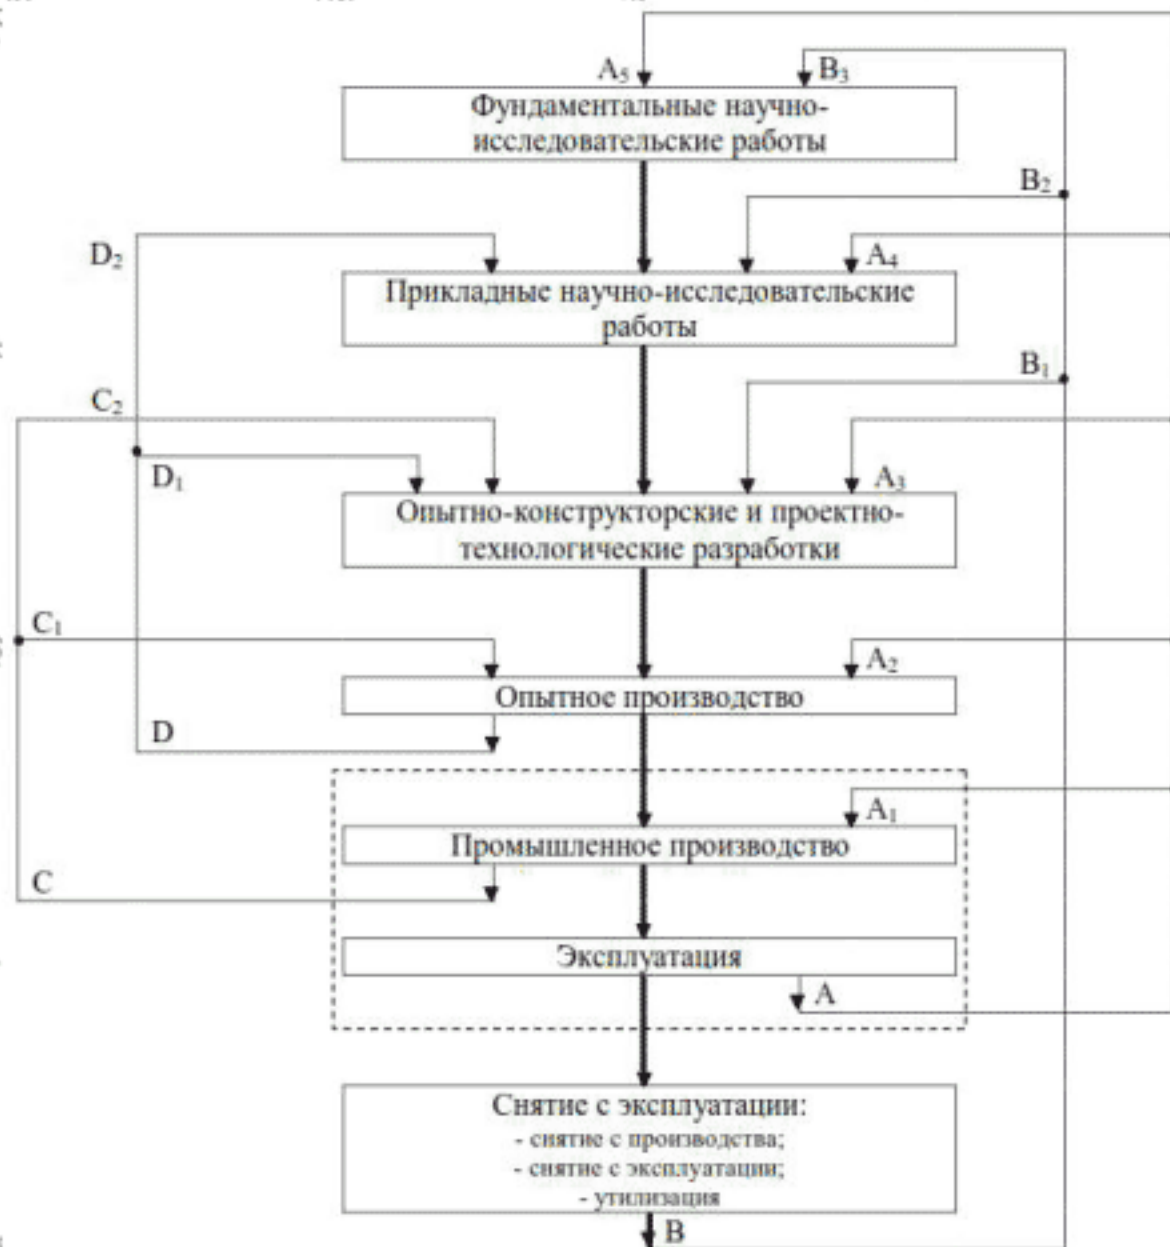 A₅
B₃
Фундаментальные научно-
исследовательские работы
B₂
D₂
A₄
Прикладные научно-исследовательские
работы
B₁
C₂
D₁
A₃
Опытно-конструкторские и проектно-
технологические разработки
C₁
A₂
Опытное производство
D
A₁
Промышленное производство
C
Эксплуатация
A
Снятие с эксплуатации:
- снятие с производства;
- снятие с эксплуатации;
- утилизация
B